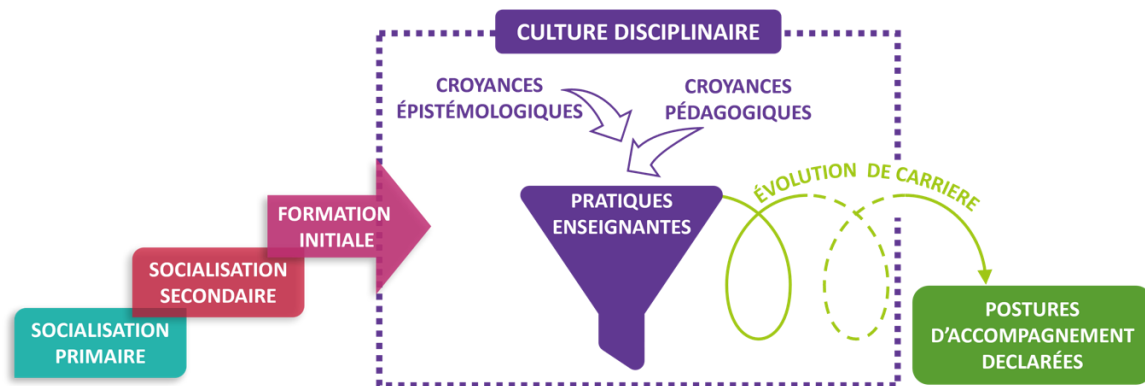 CULTURE DISCIPLINAIRE
CROYANCES
ÉPISTÉMOLOGIQUES
CROYANCES
PÉDAGOGIQUES
PRATIQUES
ENSEIGNANTES
ÉVOLUTION DE CARRIERE
FORMATION
INITIALE
SOCIALISATION
SECONDAIRE
SOCIALISATION
PRIMAIRE
POSTURES
D’ACCOMPAGNEMENT
DECLARÉES